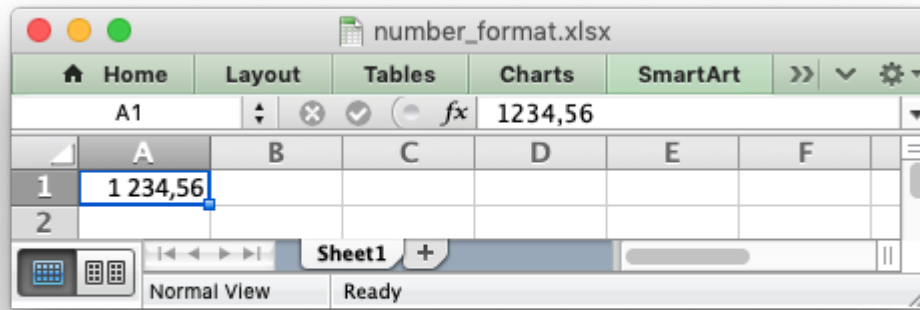 number_format.xlsx
Home Layout Tables Charts SmartArt
A1 fx 1234,56
A B C D E F
1 1 234,56
2
Sheet1 +
Normal View Ready